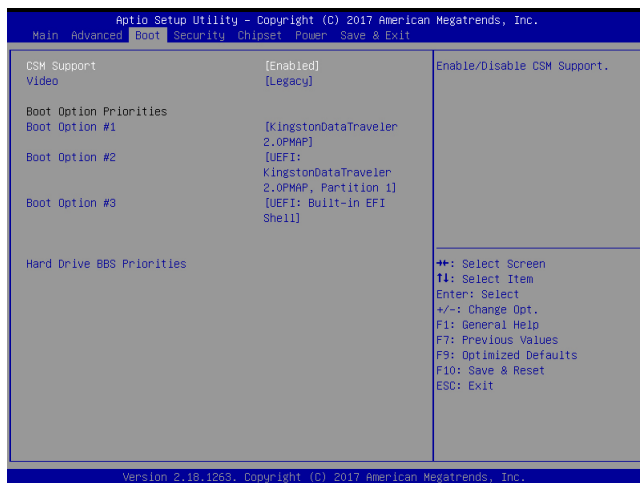 Aptio Setup Utility – Copyright (C) 2017 American Megatrends, Inc.
Main Advanced Boot Security Chipset Power Save & Exit
CSM Support [Enabled]
Video [Legacy]
Boot Option Priorities
Boot Option #1 [KingstonDataTraveler
2.0PMAP]
Boot Option #2 [UEFI:
KingstonDataTraveler
2.0PMAP, Partition 1]
Boot Option #3 [UEFI: Built-in EFI
Shell]
Hard Drive BBS Priorities
Enable/Disable CSM Support.
→←: Select Screen
↑↓: Select Item
Enter: Select
+/-: Change Opt.
F1: General Help
F7: Previous Values
F9: Optimized Defaults
F10: Save & Reset
ESC: Exit
Version 2.18.1263. Copyright (C) 2017 American Megatrends, Inc.